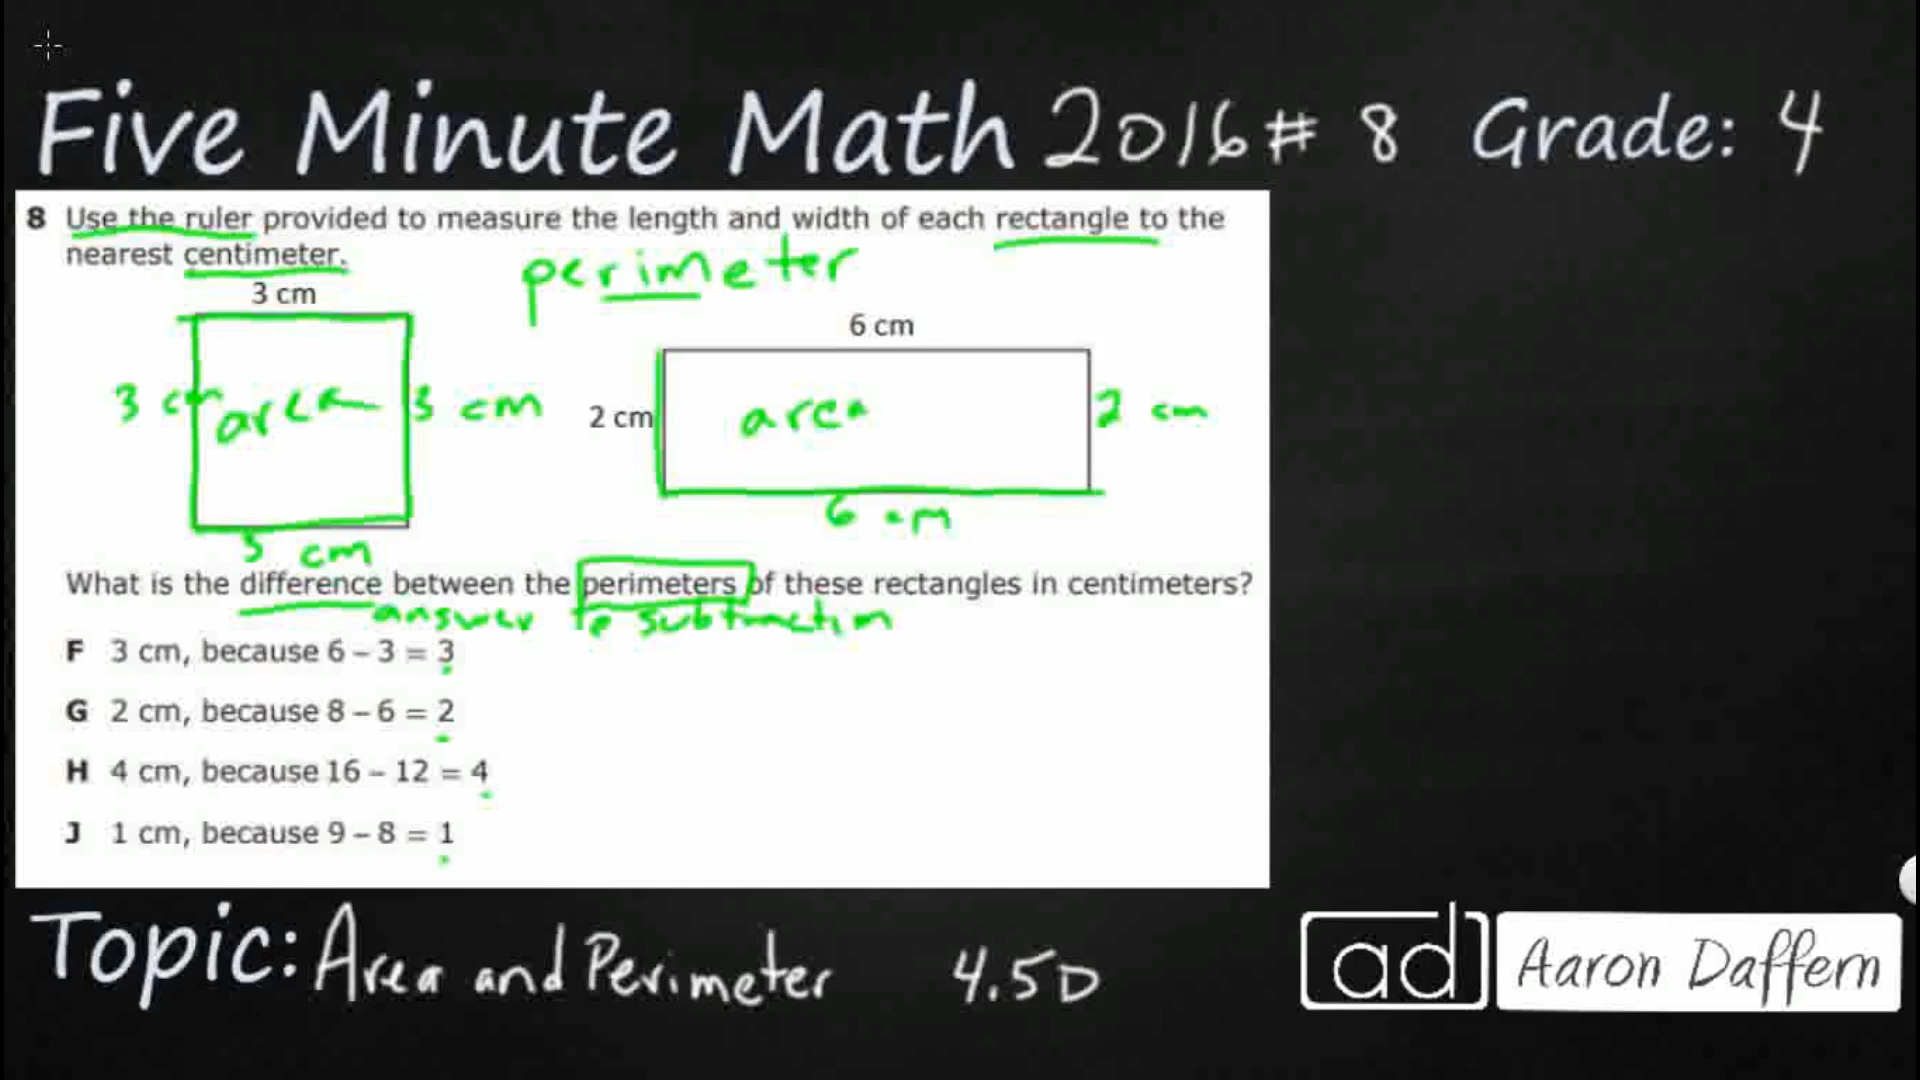 Five Minute Math 2016 # 8 Grade: 4
8 Use the ruler provided to measure the length and width of each rectangle to the
nearest centimeter.
perimeter
3 cm
6 cm
3 cm area 3 cm
2 cm area 2 cm
6 cm
3 cm
What is the difference between the perimeters of these rectangles in centimeters?
answer to subtraction
F 3 cm, because 6 – 3 = 3
G 2 cm, because 8 – 6 = 2
H 4 cm, because 16 – 12 = 4
J 1 cm, because 9 – 8 = 1
Topic: Area and Perimeter 4.5D
ad Aaron Daffern